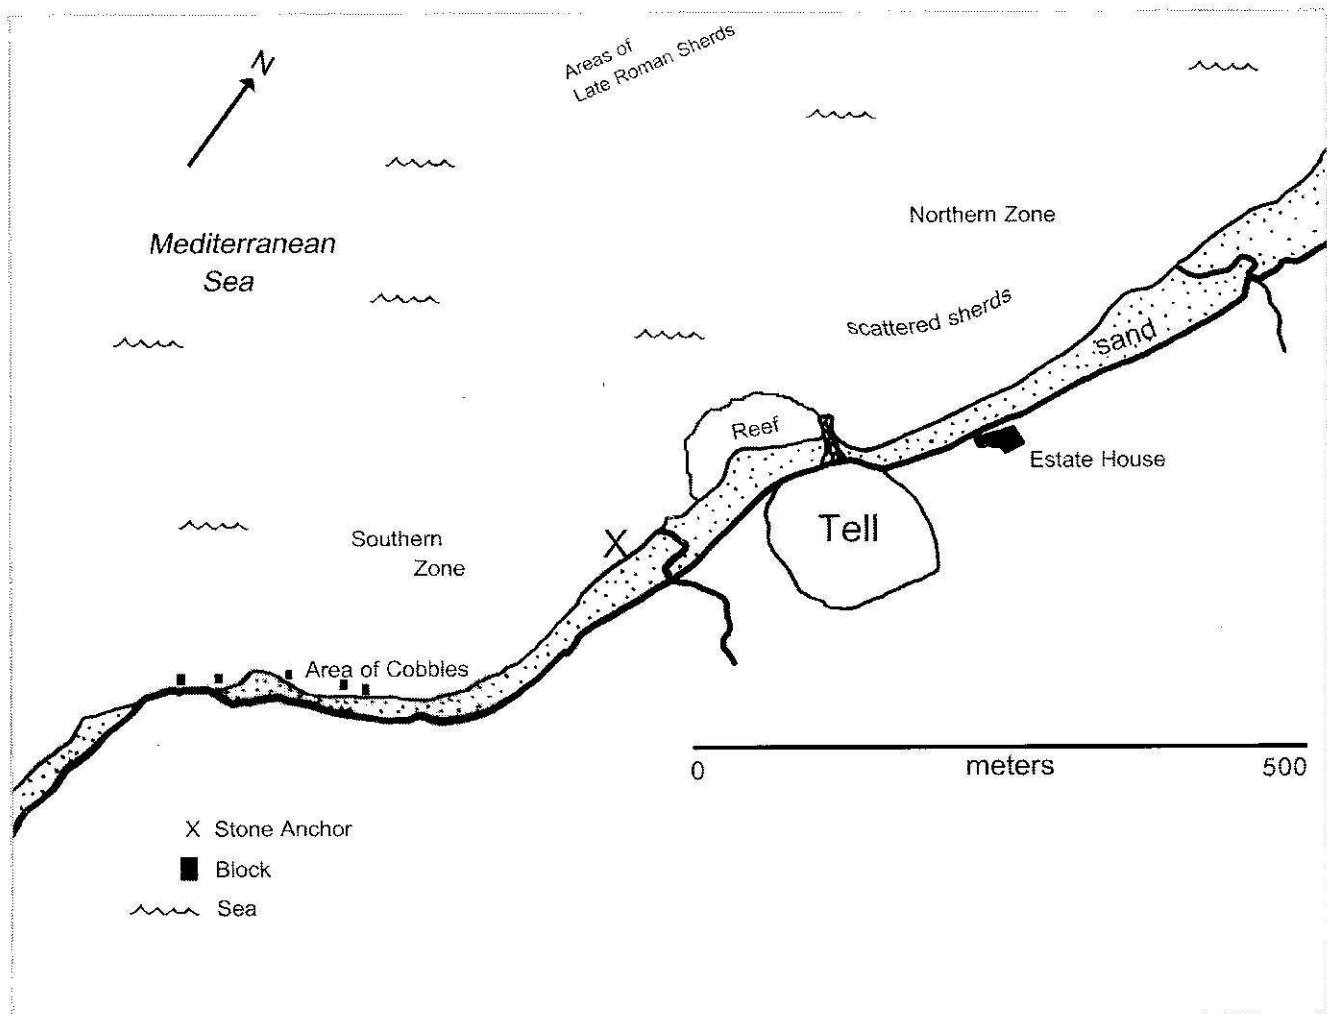 N
Areas of
Late Roman Sherds
Mediterranean
Sea
Northern Zone
scattered sherds
sand
Reef
Estate House
Tell
X
Southern
Zone
Area of Cobbles
0 meters 500
X Stone Anchor
Block
Sea